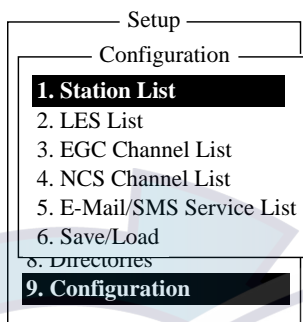 Setup
Configuration
1. Station List
2. LES List
3. EGC Channel List
4. NCS Channel List
5. E-Mail/SMS Service List
6. Save/Load
8. Directories
9. Configuration